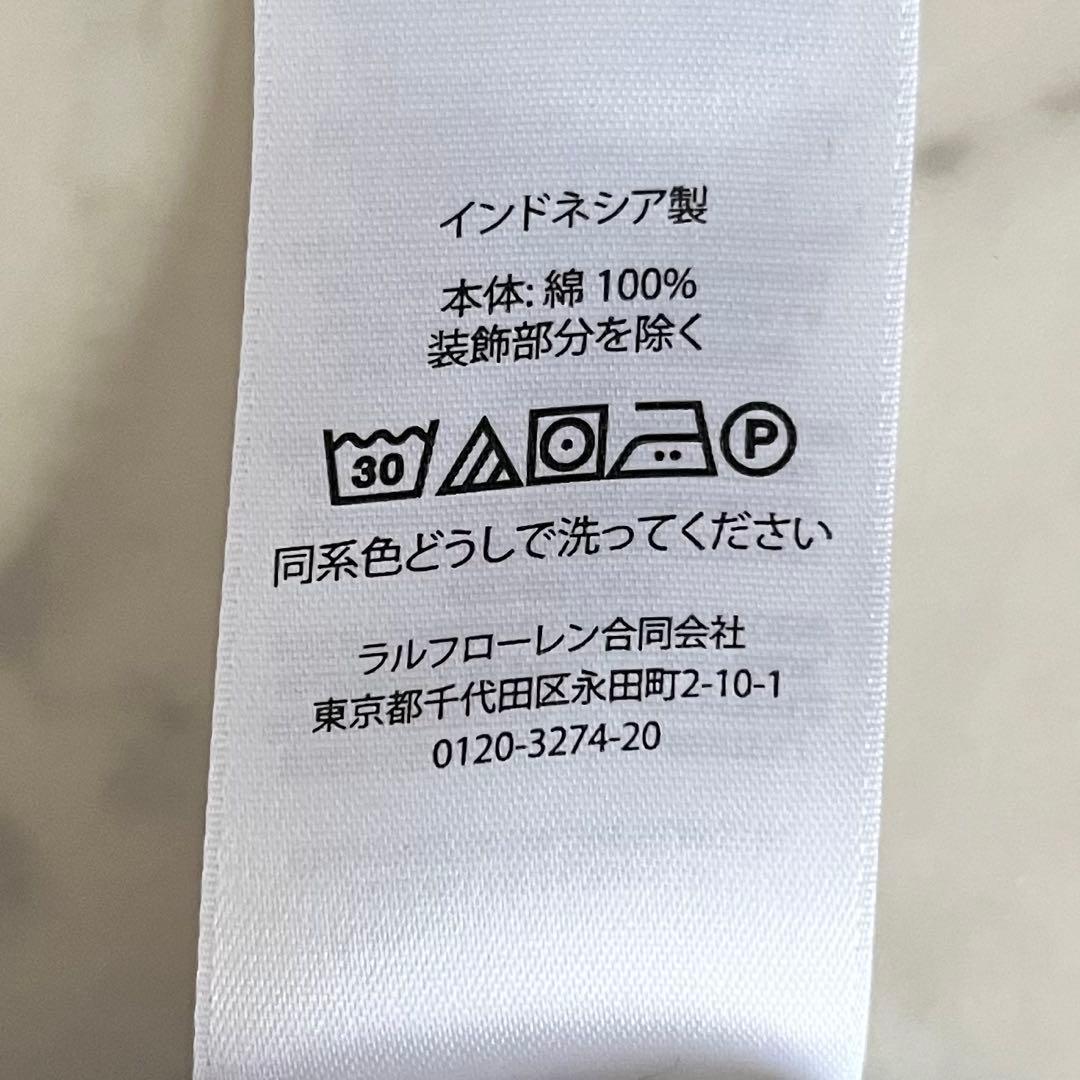 インドネシア製
本体: 綿 100%
装飾部分を除く
30 P
同系色どうしで洗ってください
ラルフローレン合同会社
東京都千代田区永田町2-10-1
0120-3274-20